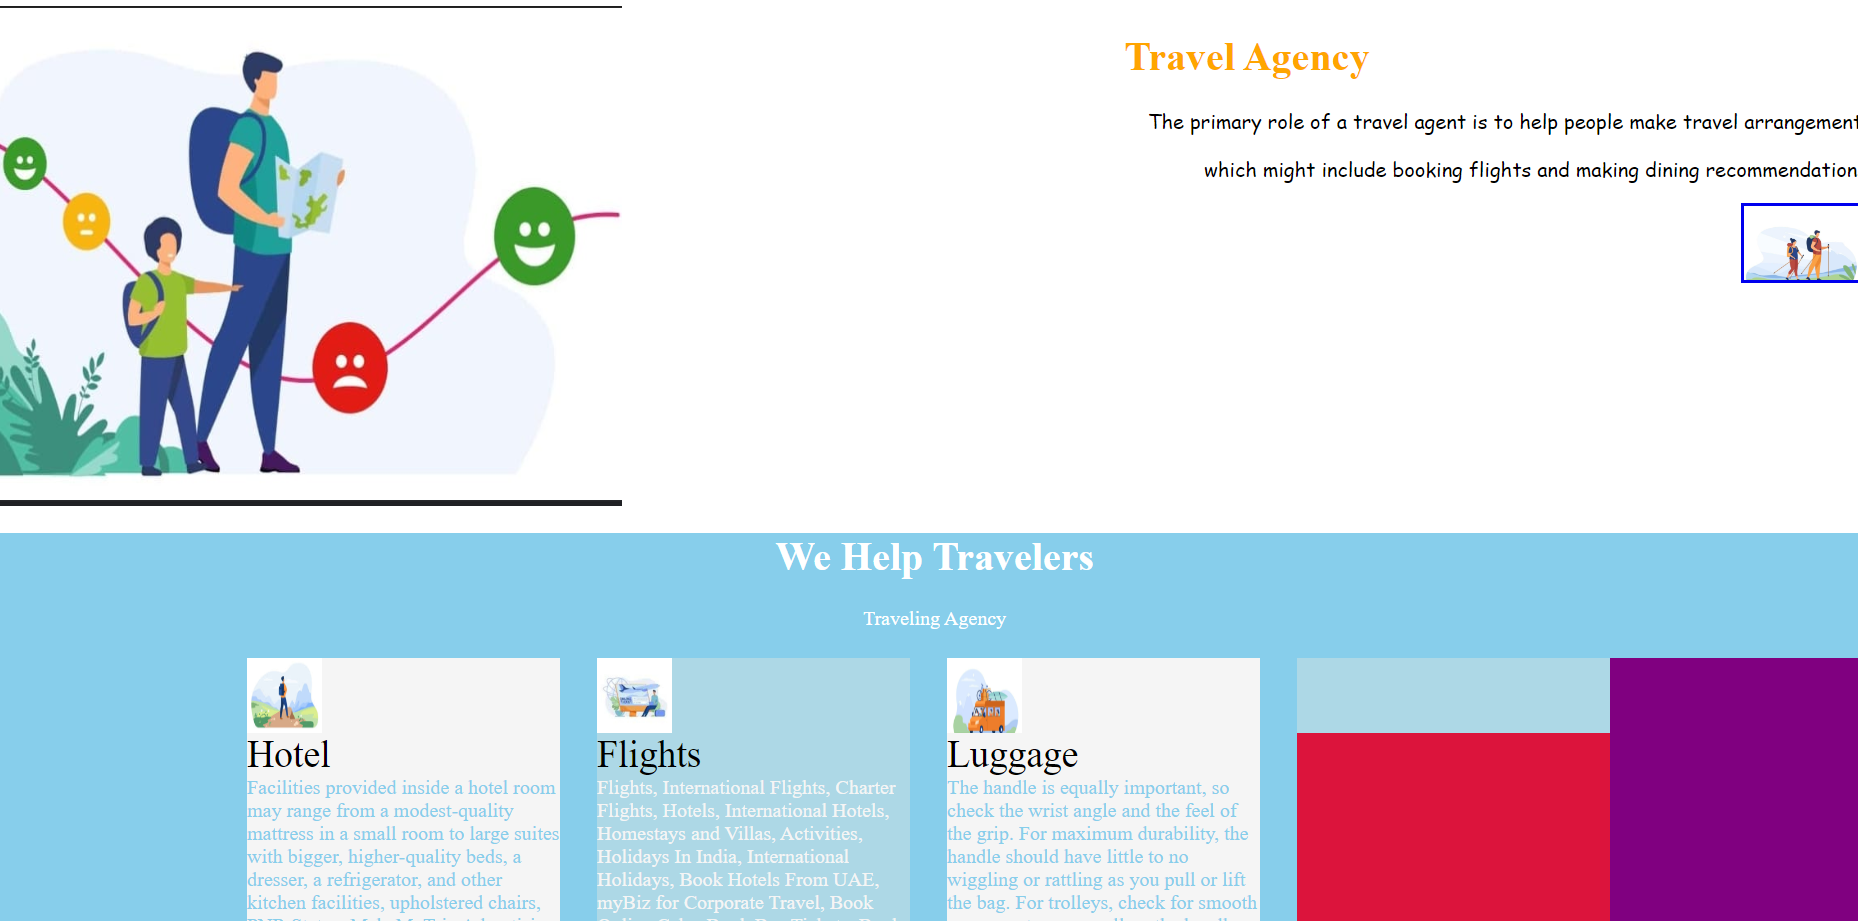 Travel Agency
The primary role of a travel agent is to help people make travel arrangement
which might include booking flights and making dining recommendation
We Help Travelers
Traveling Agency
Hotel
Facilities provided inside a hotel room
may range from a modest-quality
mattress in a small room to large suites
with bigger, higher-quality beds, a
dresser, a refrigerator, and other
kitchen facilities, upholstered chairs,
Flights
Flights, International Flights, Charter
Flights, Hotels, International Hotels,
Homestays and Villas, Activities,
Holidays In India, International
Holidays, Book Hotels From UAE,
myBiz for Corporate Travel, Book
Luggage
The handle is equally important, so
check the wrist angle and the feel of
the grip. For maximum durability, the
handle should have little to no
wiggling or rattling as you pull or lift
the bag. For trolleys, check for smooth